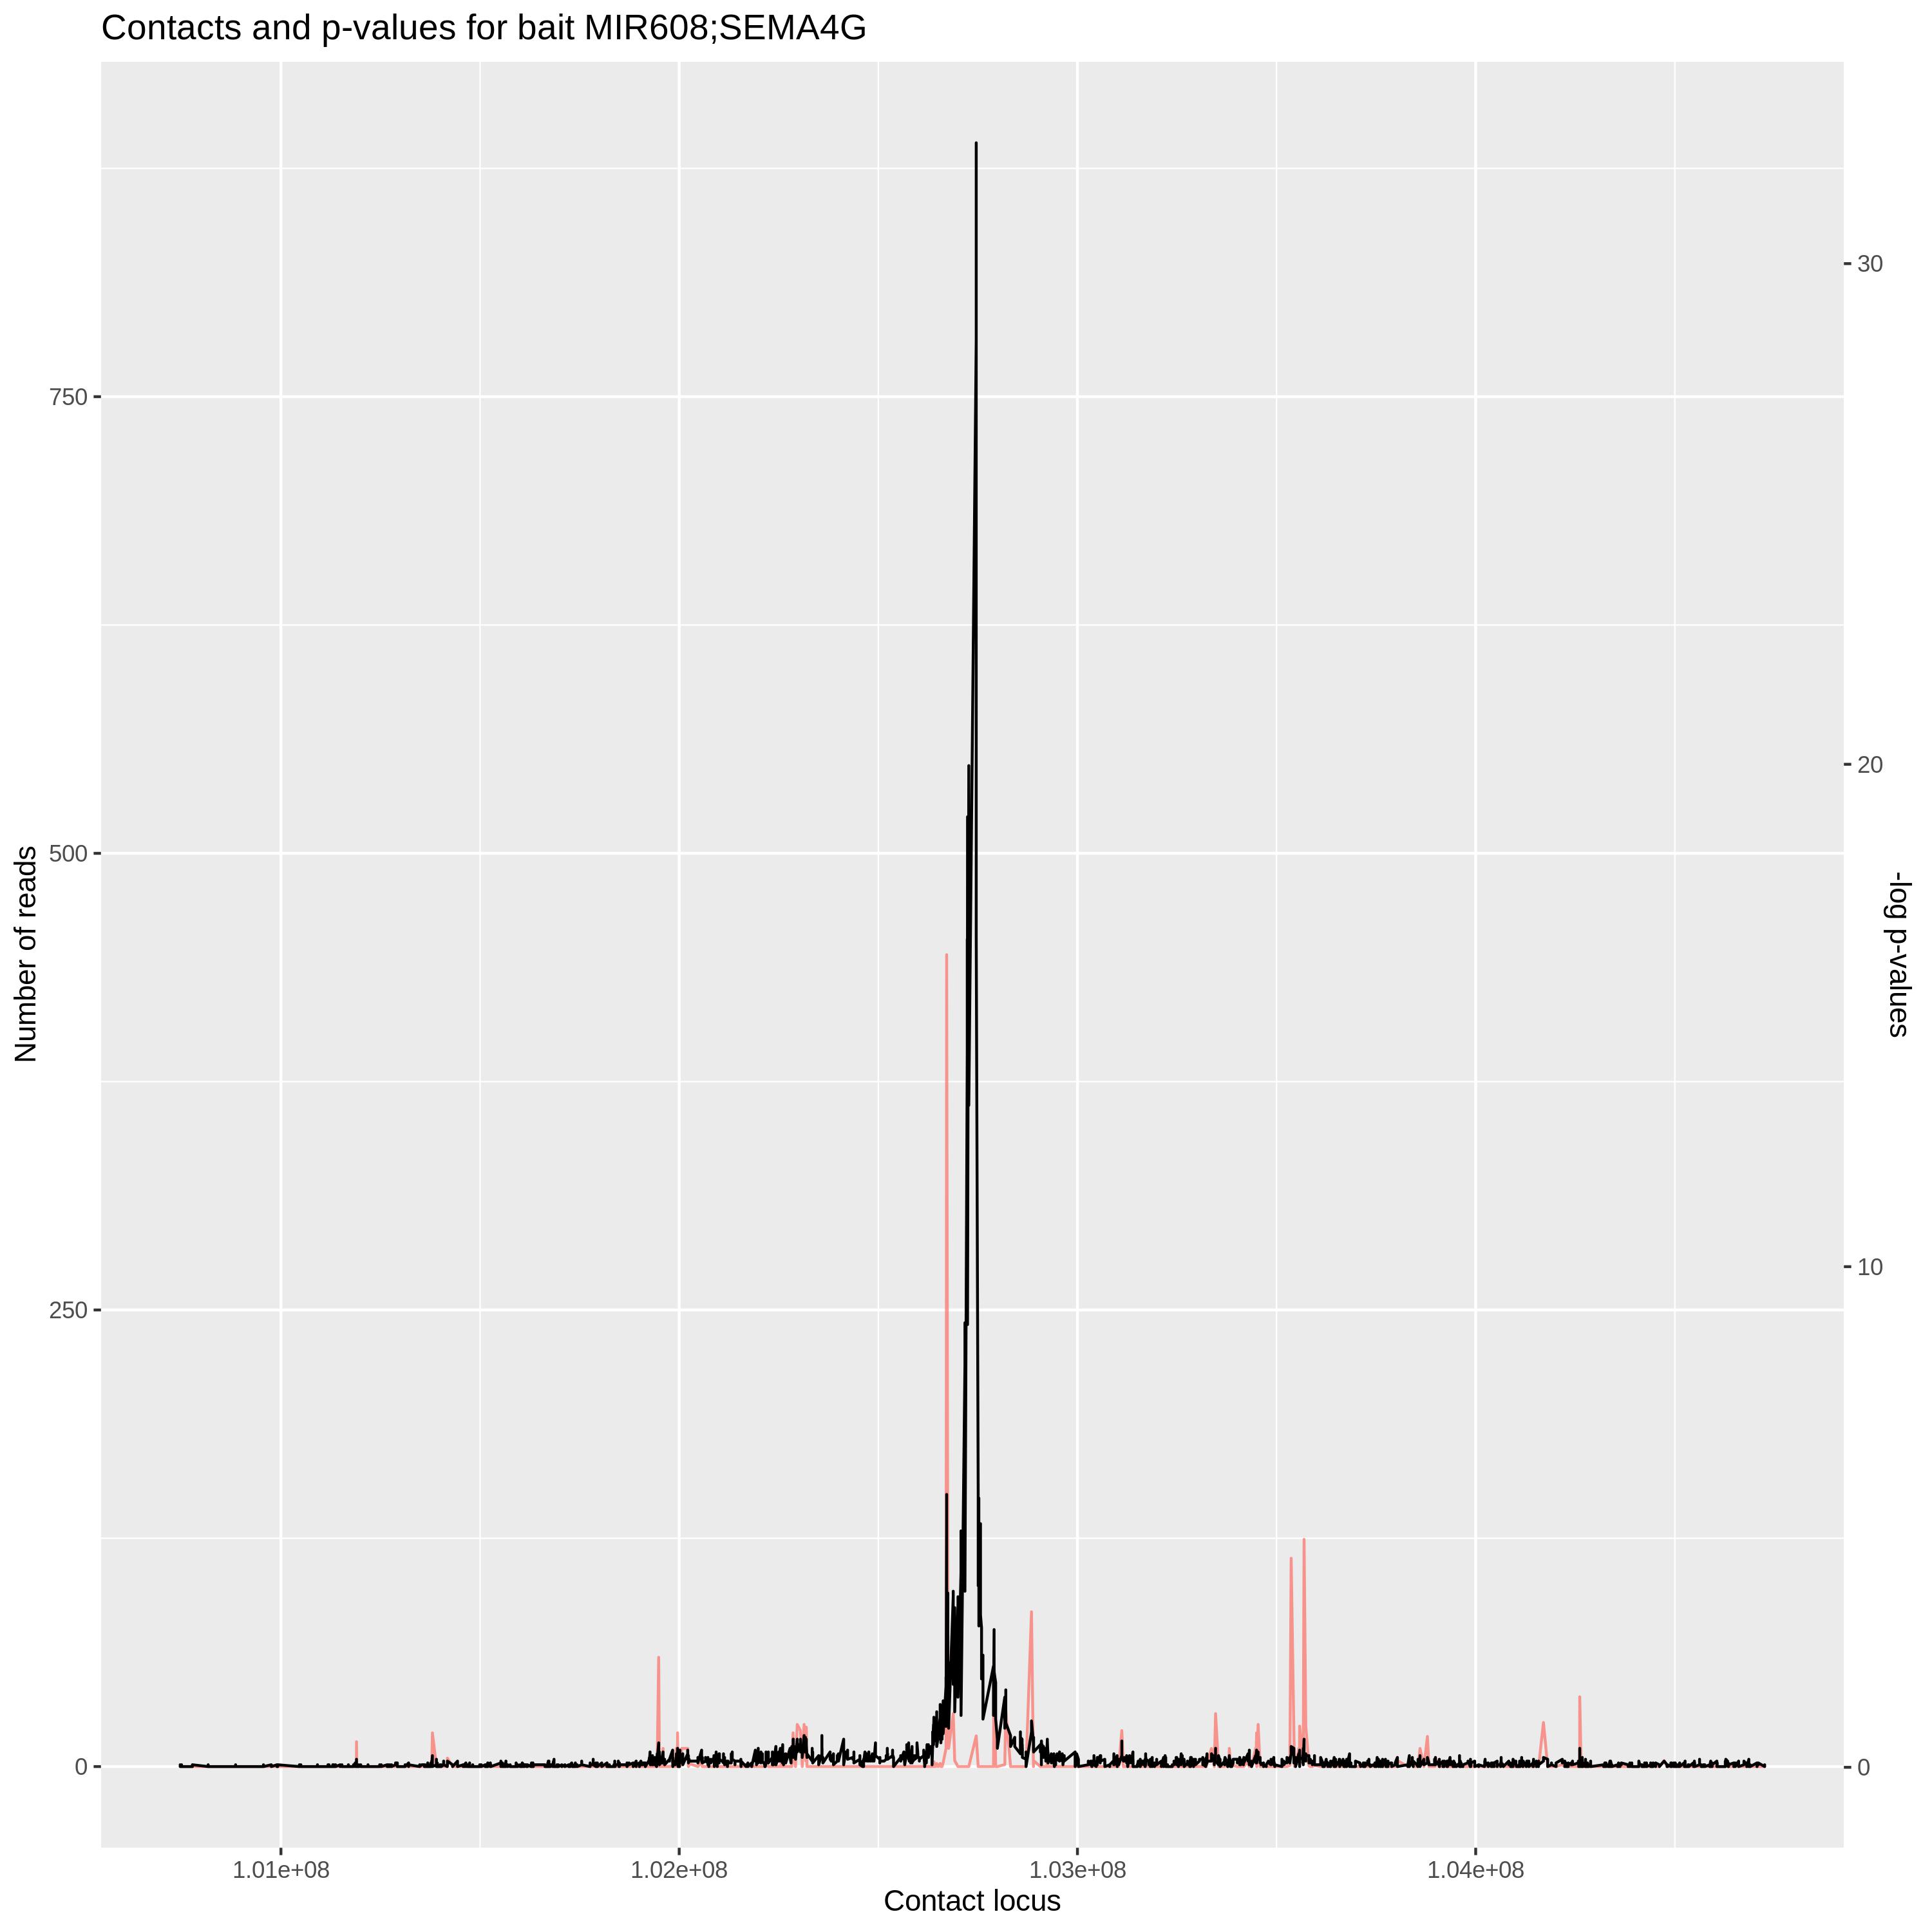 Contacts and p-values for bait MIR608;SEMA4G
Number of reads
750
500
250
0
30
20
10
0
-log p-values
1.01e+08
1.02e+08
1.03e+08
1.04e+08
Contact locus